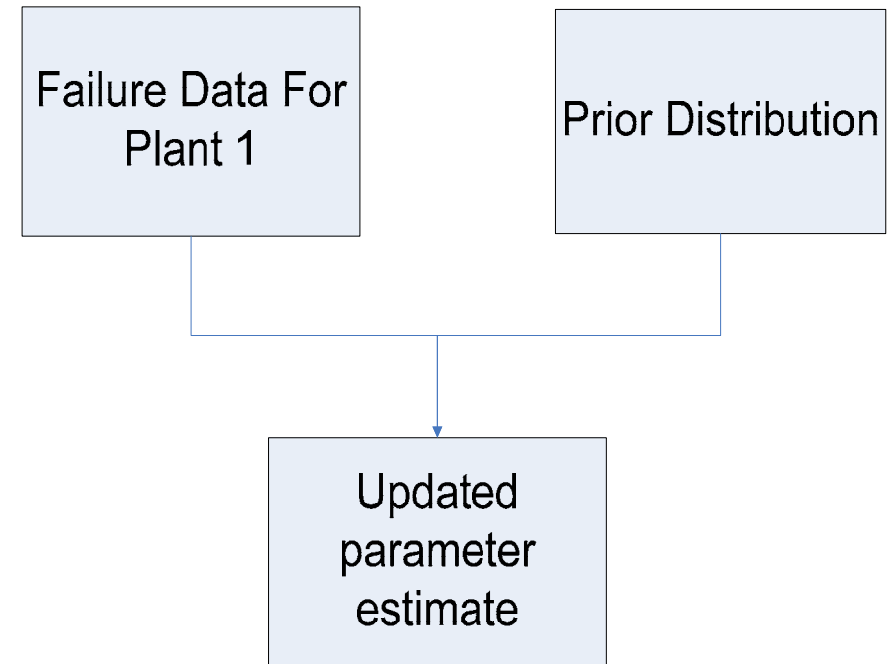 Failure Data For
Plant 1
Prior Distribution
Updated
parameter
estimate